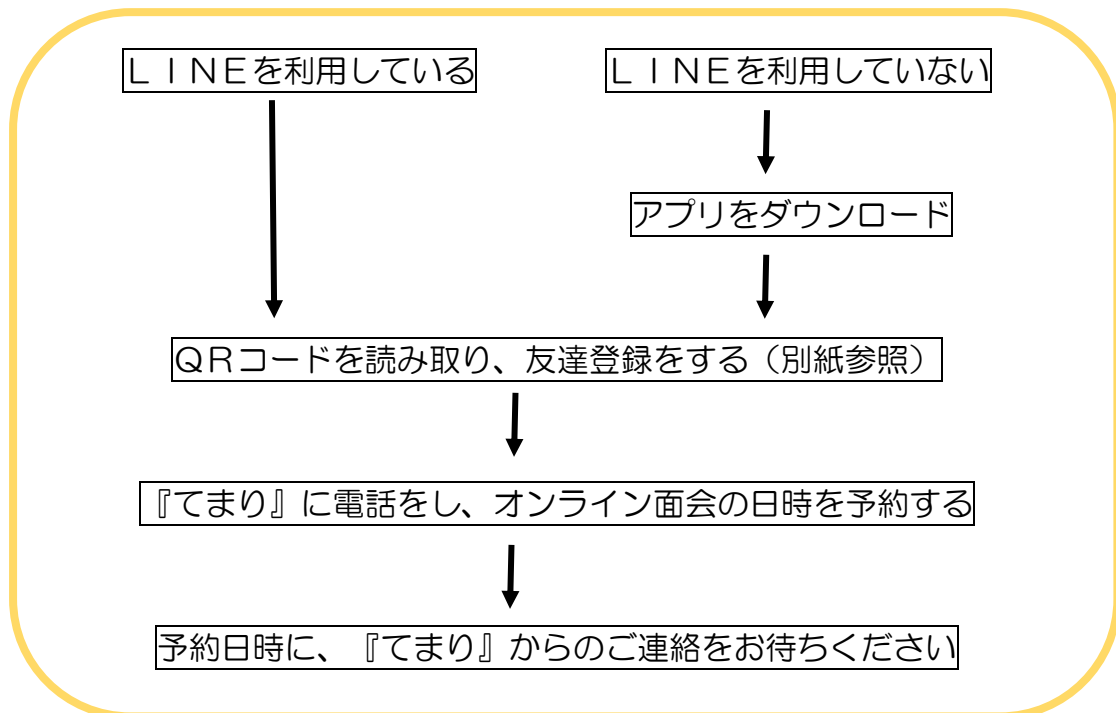 ＬＩＮＥを利用している
ＬＩＮＥを利用していない
アプリをダウンロード
ＱＲコードを読み取り、友達登録をする（別紙参照）
『てまり』に電話をし、オンライン面会の日時を予約する
予約日時に、『てまり』からのご連絡をお待ちください